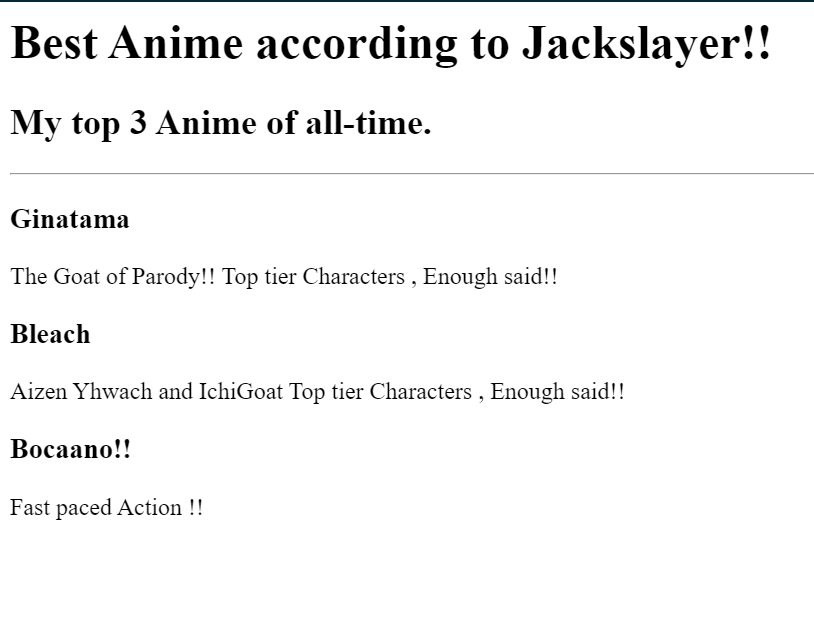 Best Anime according to Jackslayer!!
My top 3 Anime of all-time.
Ginatama
The Goat of Parody!! Top tier Characters , Enough said!!
Bleach
Aizen Yhwach and IchiGoat Top tier Characters , Enough said!!
Bocaano!!
Fast paced Action !!